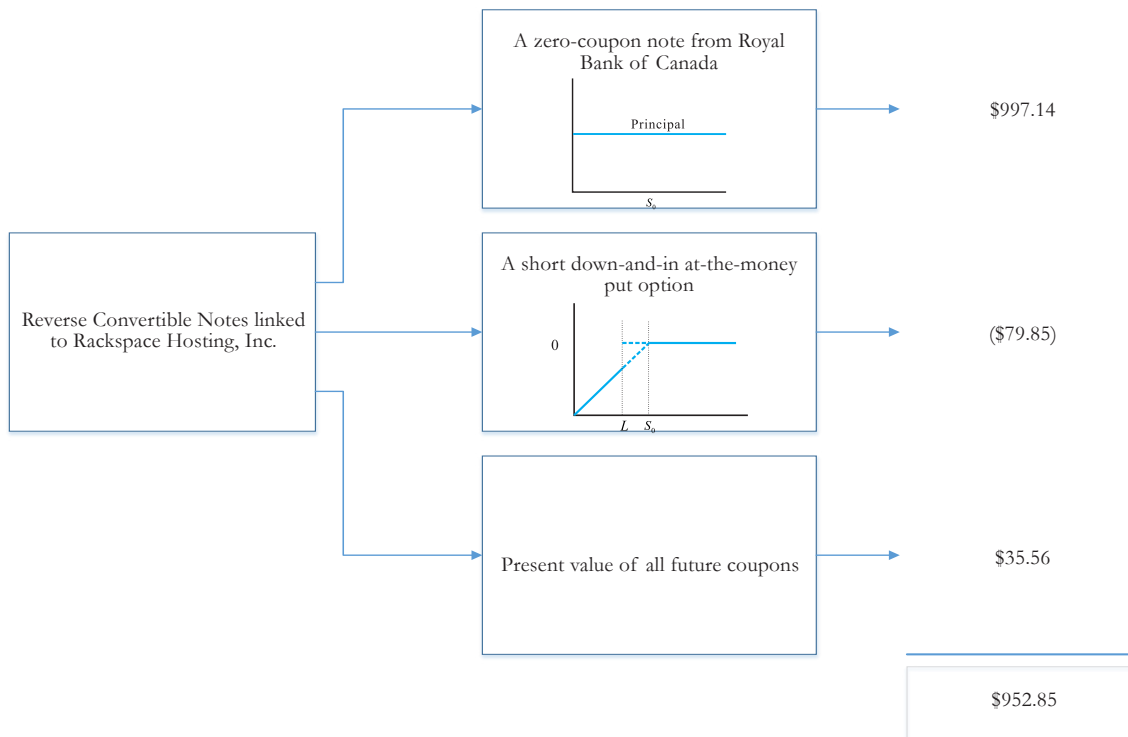 A zero-coupon note from Royal
Bank of Canada
Principal
S₀
$997.14
Reverse Convertible Notes linked
to Rackspace Hosting, Inc.
A short down-and-in at-the-money
put option
0
L S₀
($79.85)
Present value of all future coupons
$35.56
$952.85